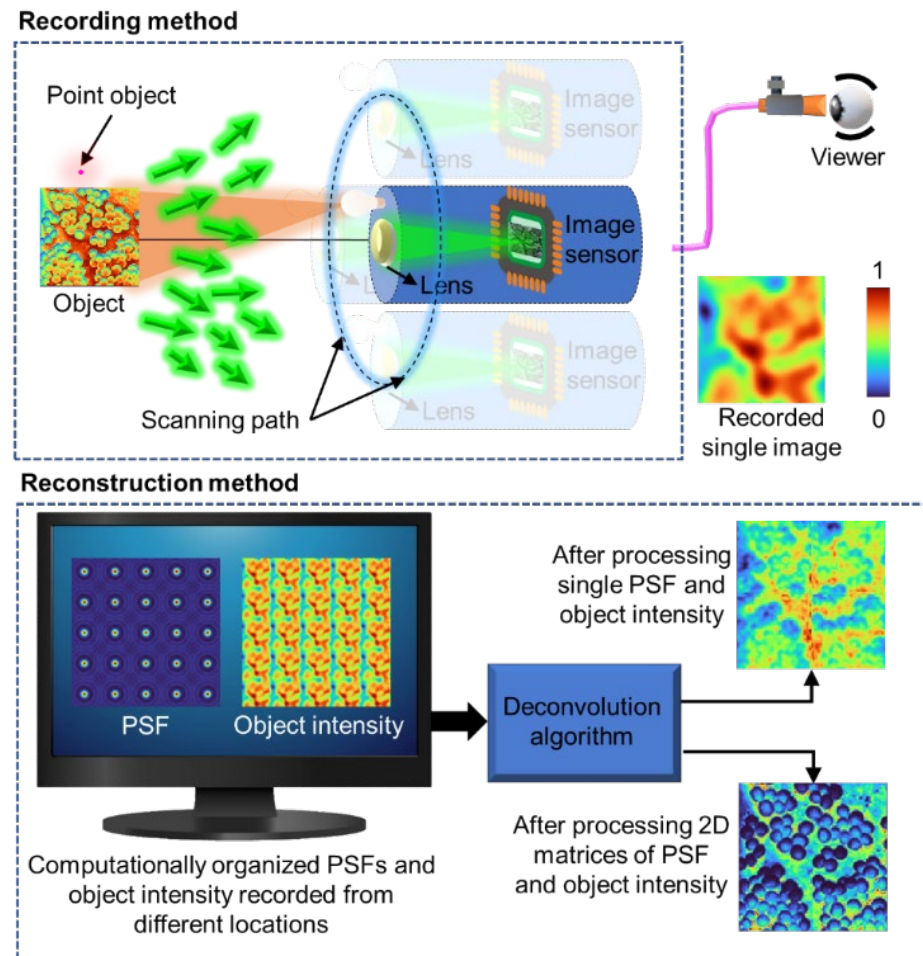 Recording method
Point object
Object
Image
sensor
Lens
Image
sensor
Lens
Lens
Image
sensor
Lens
Scanning path
Viewer
1
0
Recorded
single image
Reconstruction method
PSF
Object intensity
Computationally organized PSFs and
object intensity recorded from
different locations
Deconvolution
algorithm
After processing
single PSF and
object intensity
After processing 2D
matrices of PSF
and object intensity